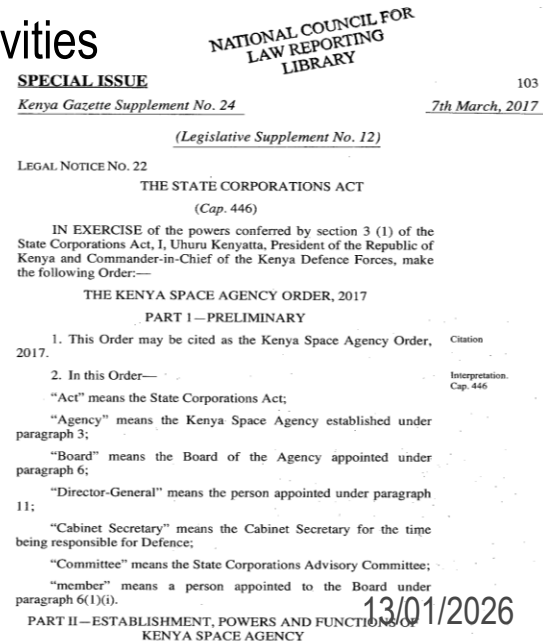 vities
NATIONAL COUNCIL FOR
LAW REPORTING
LIBRARY
SPECIAL ISSUE
103
Kenya Gazette Supplement No. 24
7th March, 2017
(Legislative Supplement No. 12)
LEGAL NOTICE NO. 22
THE STATE CORPORATIONS ACT
(Cap. 446)
IN EXERCISE of the powers conferred by section 3 (1) of the
State Corporations Act, I, Uhuru Kenyatta, President of the Republic of
Kenya and Commander-in-Chief of the Kenya Defence Forces, make
the following Order:—
THE KENYA SPACE AGENCY ORDER, 2017
PART I—PRELIMINARY
1. This Order may be cited as the Kenya Space Agency Order,
2017.
Citation
2. In this Order—
Interpretation.
Cap. 446
"Act" means the State Corporations Act;
"Agency" means the Kenya Space Agency established under
paragraph 3;
"Board" means the Board of the Agency appointed under
paragraph 6;
"Director-General" means the person appointed under paragraph
11;
"Cabinet Secretary" means the Cabinet Secretary for the time
being responsible for Defence;
"Committee" means the State Corporations Advisory Committee;
"member" means a person appointed to the Board under
paragraph 6(1)(i).
13/01/2026
PART II—ESTABLISHMENT, POWERS AND FUNCTIONS OF
KENYA SPACE AGENCY